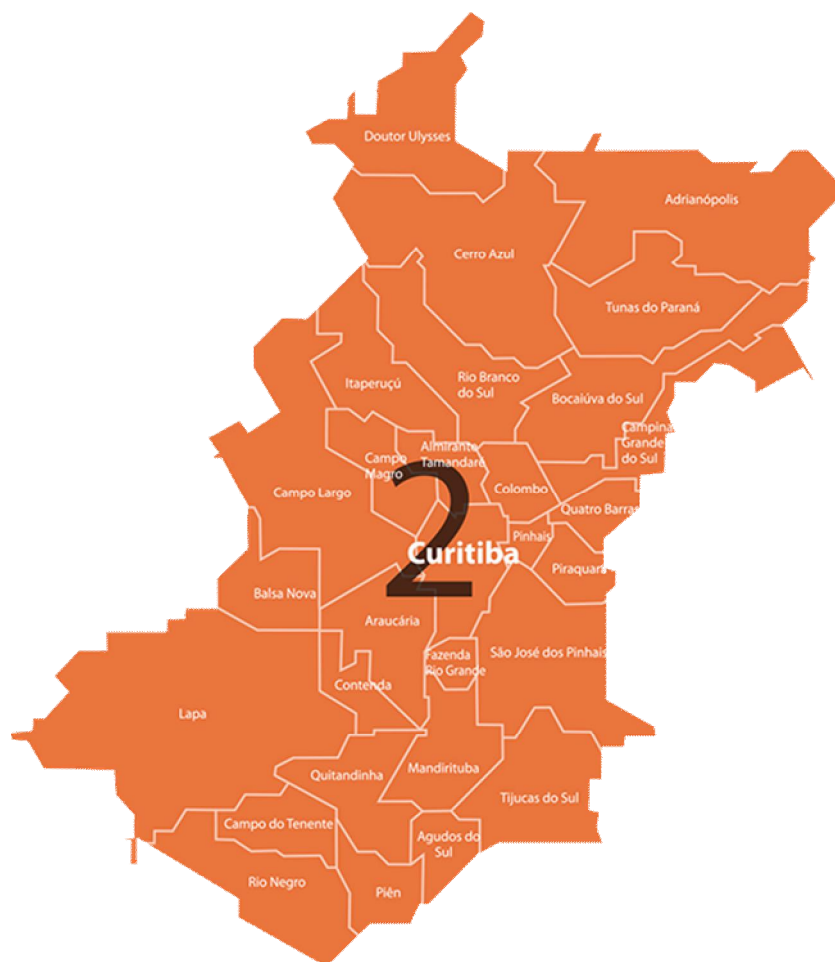 Doutor Ulysses
Adrianópolis
Cerro Azul
Tunas do Paraná
Itaperuçú
Rio Branco
do Sul
Bocaiúva do Sul
Campina
Grande
do Sul
Almirante
Tamandaré
Campo
Magro
Campo Largo
Colombo
Quatro Barras
2
Pinhais
Curitiba
Piraquara
Balsa Nova
Araucária
Fazenda
Rio Grande
São José dos Pinhais
Contenda
Lapa
Quitandinha
Mandirituba
Tijucas do Sul
Campo do Tenente
Agudos do
Sul
Rio Negro
Piên